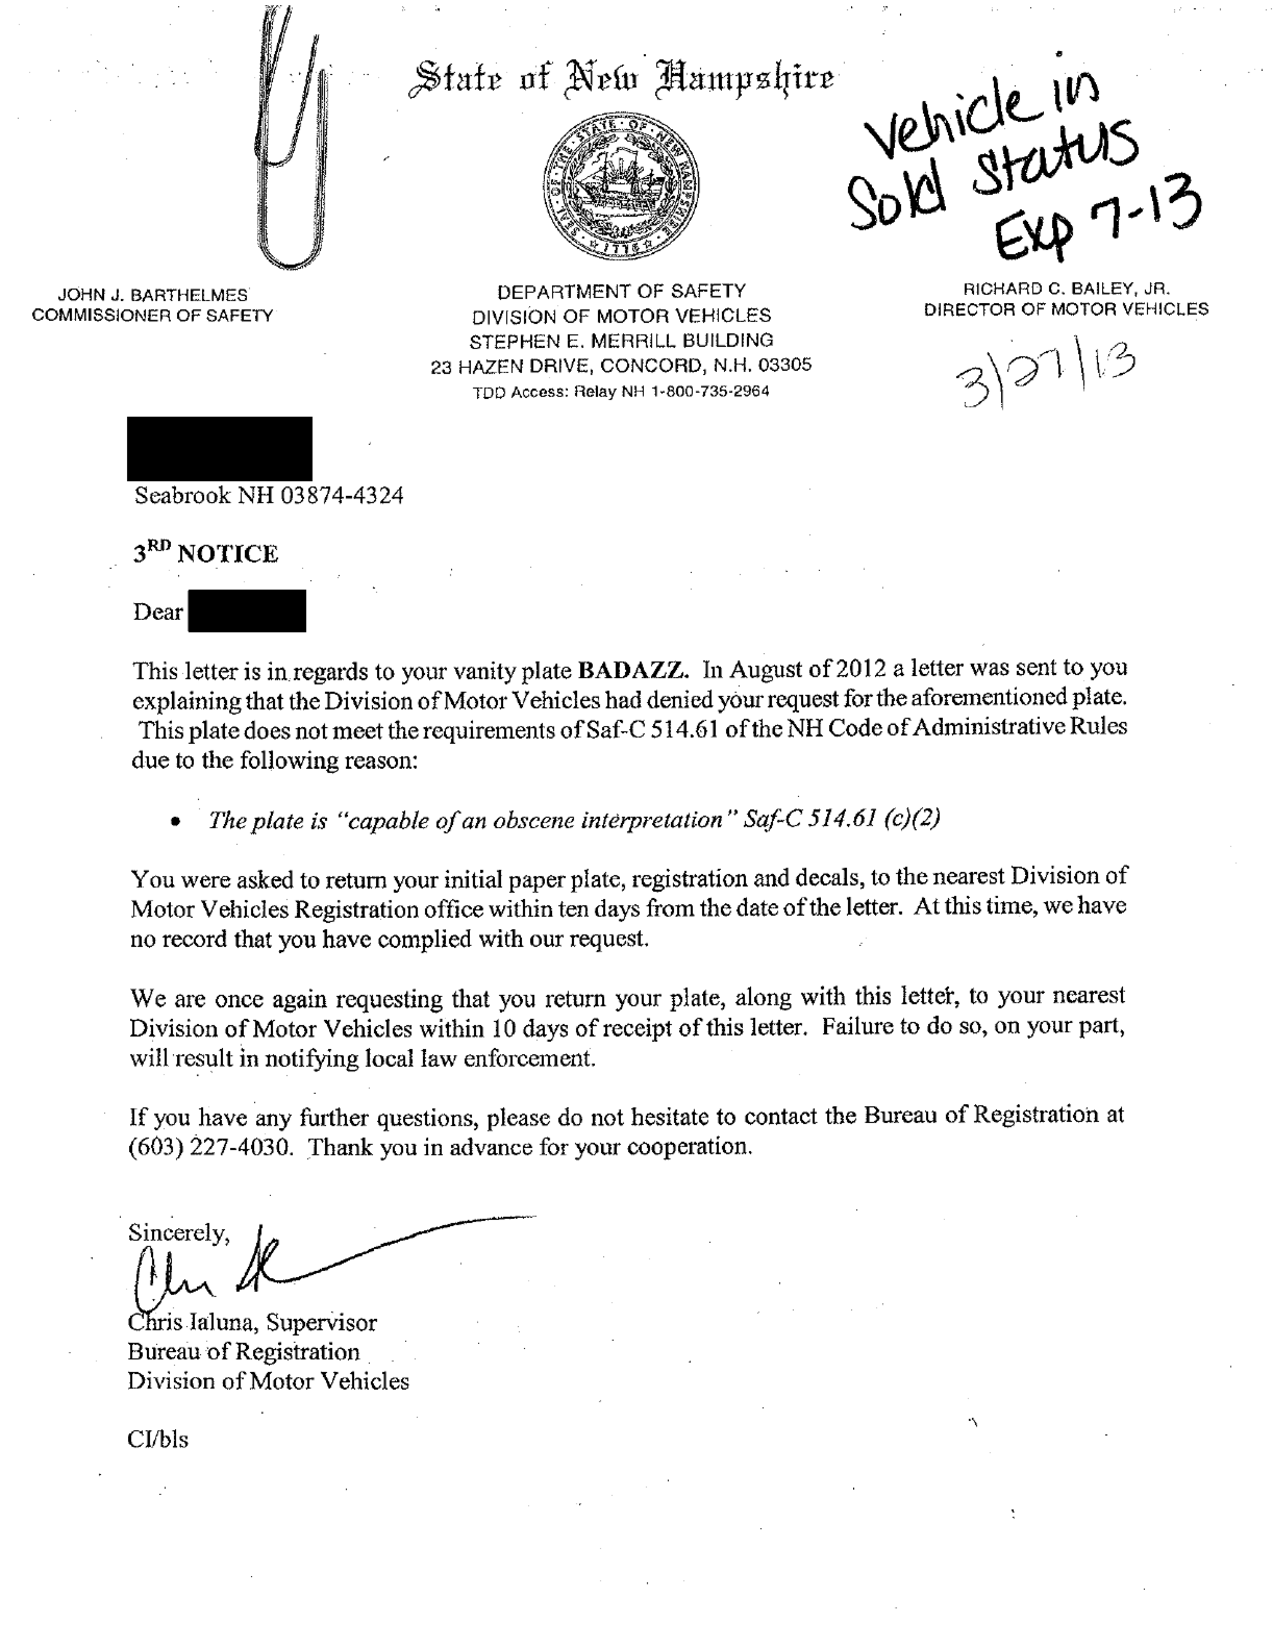 State of New Hampshire
Vehicle in
Sold Status
Exp 7-13
SEAL · OF · THE · STATE · OF · NEW HAMPSHIRE
1776
JOHN J. BARTHELMES
COMMISSIONER OF SAFETY
DEPARTMENT OF SAFETY
DIVISION OF MOTOR VEHICLES
STEPHEN E. MERRILL BUILDING
23 HAZEN DRIVE, CONCORD, N.H. 03305
TDD Access: Relay NH 1-800-735-2964
RICHARD C. BAILEY, JR.
DIRECTOR OF MOTOR VEHICLES
3/27/13
Seabrook NH 03874-4324
3RD NOTICE
Dear
This letter is in regards to your vanity plate BADAZZ. In August of 2012 a letter was sent to you
explaining that the Division of Motor Vehicles had denied your request for the aforementioned plate.
This plate does not meet the requirements of Saf-C 514.61 of the NH Code of Administrative Rules
due to the following reason:
• The plate is “capable of an obscene interpretation” Saf-C 514.61 (c)(2)
You were asked to return your initial paper plate, registration and decals, to the nearest Division of
Motor Vehicles Registration office within ten days from the date of the letter. At this time, we have
no record that you have complied with our request.
We are once again requesting that you return your plate, along with this letter, to your nearest
Division of Motor Vehicles within 10 days of receipt of this letter. Failure to do so, on your part,
will result in notifying local law enforcement.
If you have any further questions, please do not hesitate to contact the Bureau of Registration at
(603) 227-4030. Thank you in advance for your cooperation.
Sincerely,
Chris Ialuna, Supervisor
Bureau of Registration
Division of Motor Vehicles
CI/bls